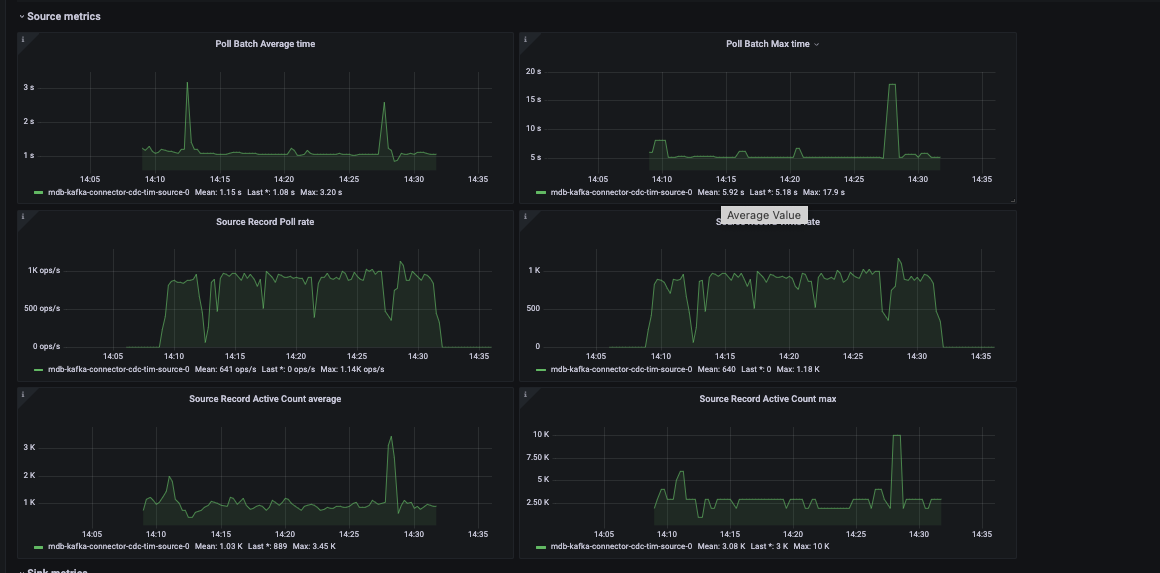 Source metrics
Poll Batch Average time
3 s
2 s
1 s
14:05 14:10 14:15 14:20 14:25 14:30 14:35
mdb-kafka-connector-cdc-tim-source-0 Mean: 1.15 s Last *: 1.08 s Max: 3.20 s
Poll Batch Max time
20 s
15 s
10 s
5 s
14:05 14:10 14:15 14:20 14:25 14:30 14:35
mdb-kafka-connector-cdc-tim-source-0 Mean: 5.92 s Last *: 5.18 s Max: 17.9 s
Average Value
Source Record Poll rate
1K ops/s
500 ops/s
0 ops/s
14:05 14:10 14:15 14:20 14:25 14:30 14:35
mdb-kafka-connector-cdc-tim-source-0 Mean: 641 ops/s Last *: 0 ops/s Max: 1.14K ops/s
1 K
500
0
14:05 14:10 14:15 14:20 14:25 14:30 14:35
mdb-kafka-connector-cdc-tim-source-0 Mean: 640 Last *: 0 Max: 1.18 K
Source Record Active Count average
3 K
2 K
1 K
14:05 14:10 14:15 14:20 14:25 14:30 14:35
mdb-kafka-connector-cdc-tim-source-0 Mean: 1.03 K Last *: 889 Max: 3.45 K
Source Record Active Count max
10 K
7.50 K
5 K
2.50 K
14:05 14:10 14:15 14:20 14:25 14:30 14:35
mdb-kafka-connector-cdc-tim-source-0 Mean: 3.08 K Last *: 3 K Max: 10 K
Sink metrics